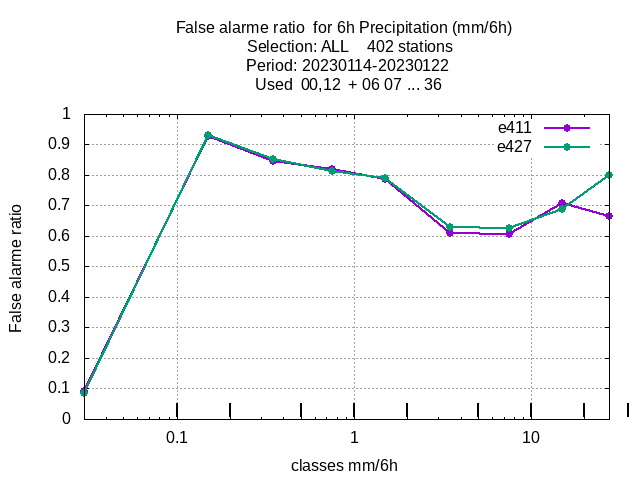 False alarme ratio  for 6h Precipitation (mm/6h)
Selection: ALL    402 stations
Period: 20230114-20230122
Used  00,12  + 06 07 ... 36
e411
e427
1
0.9
0.8
0.7
0.6
0.5
0.4
0.3
0.2
0.1
0
False alarme ratio
0.1 1 10
classes mm/6h